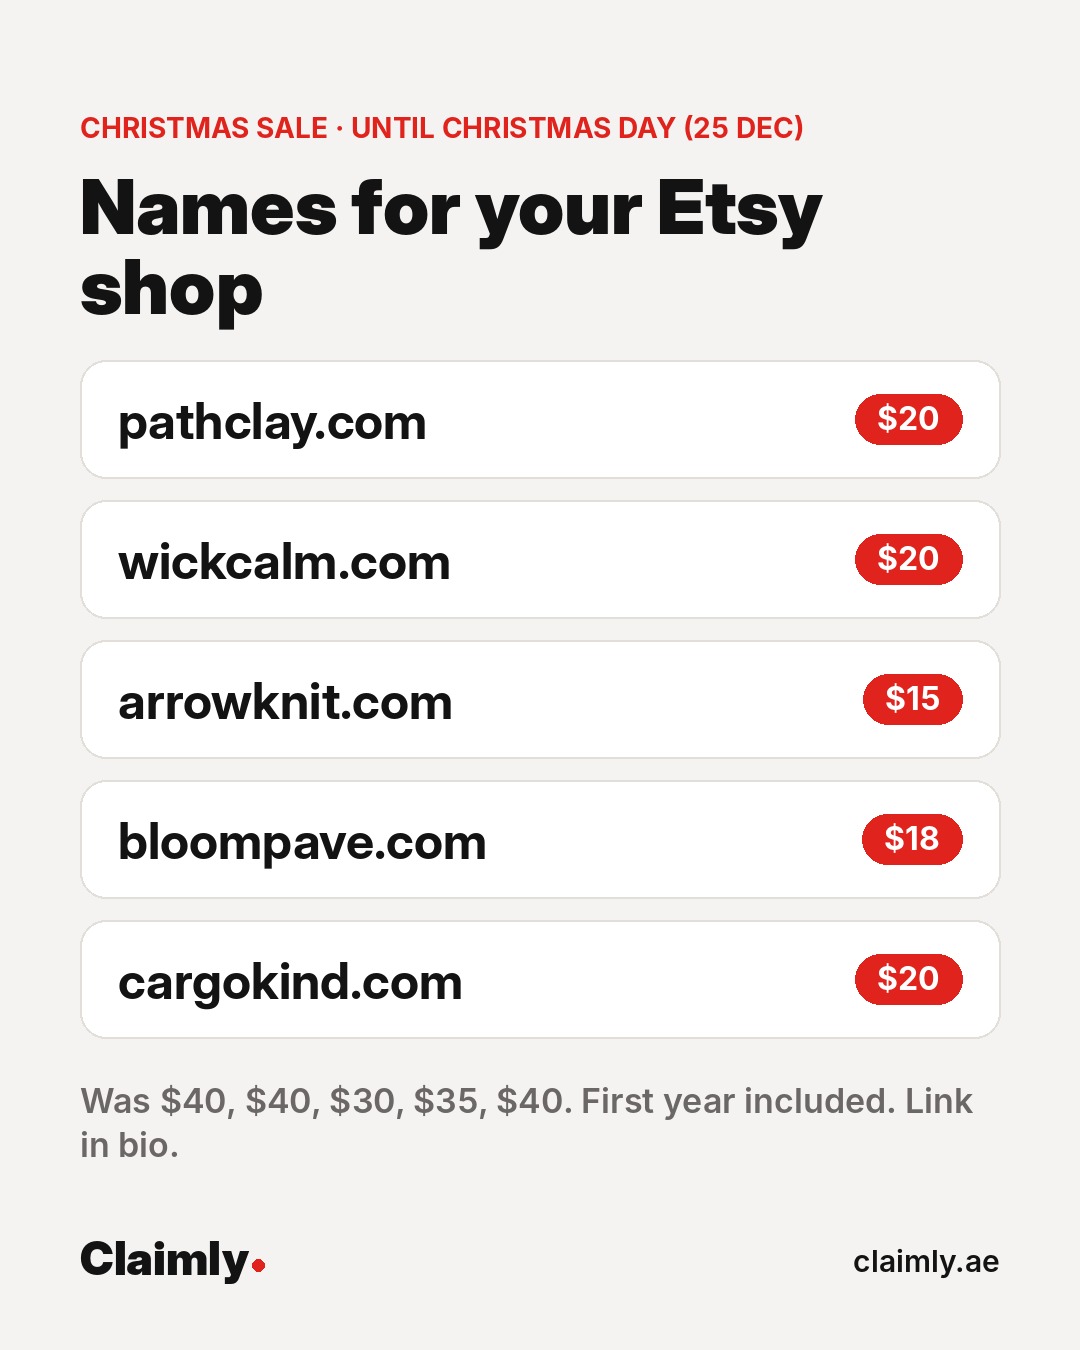 CHRISTMAS SALE · UNTIL CHRISTMAS DAY (25 DEC)
Names for your Etsy
shop
pathclay.com $20
wickcalm.com $20
arrowknit.com $15
bloompave.com $18
cargokind.com $20
Was $40, $40, $30, $35, $40. First year included. Link
in bio.
Claimly. claimly.ae